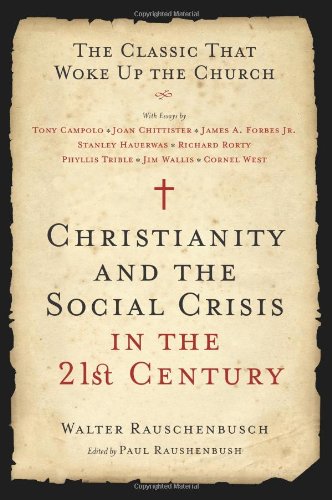 The Classic That
Woke Up the Church
With Essays by
Tony Campolo • Joan Chittister • James A. Forbes Jr.
Stanley Hauerwas • Richard Rorty
Phyllis Trible • Jim Wallis • Cornel West
Christianity
and the
Social Crisis
in the
21st Century
Walter Rauschenbusch
Edited by Paul Raushenbush